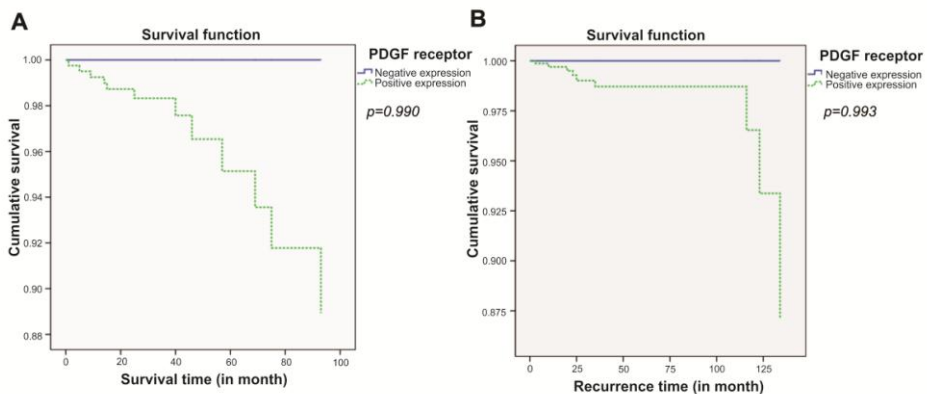 A
Survival function
Cumulative survival
1.00
0.98
0.96
0.94
0.92
0.90
0.88
0 20 40 60 80 100
Survival time (in month)
PDGF receptor
Negative expression
Positive expression
p=0.990
B
Survival function
Cumulative survival
1.000
0.975
0.950
0.925
0.900
0.875
0 25 50 75 100 125
Recurrence time (in month)
PDGF receptor
Negative expression
Positive expression
p=0.993